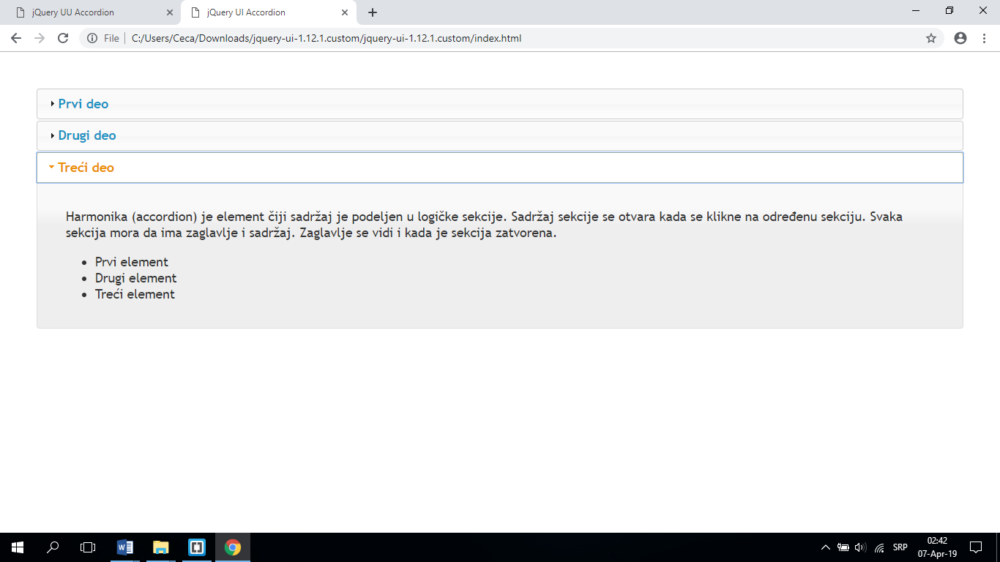 jQuery UU Accordion
jQuery UI Accordion
File
C:/Users/Ceca/Downloads/jquery-ui-1.12.1.custom/jquery-ui-1.12.1.custom/index.html
Prvi deo
Drugi deo
Treći deo
Harmonika (accordion) je element čiji sadržaj je podeljen u logičke sekcije. Sadržaj sekcije se otvara kada se klikne na određenu sekciju. Svaka
sekcija mora da ima zaglavlje i sadržaj. Zaglavlje se vidi i kada je sekcija zatvorena.
• Prvi element
• Drugi element
• Treći element
SRP
02:42
07-Apr-19